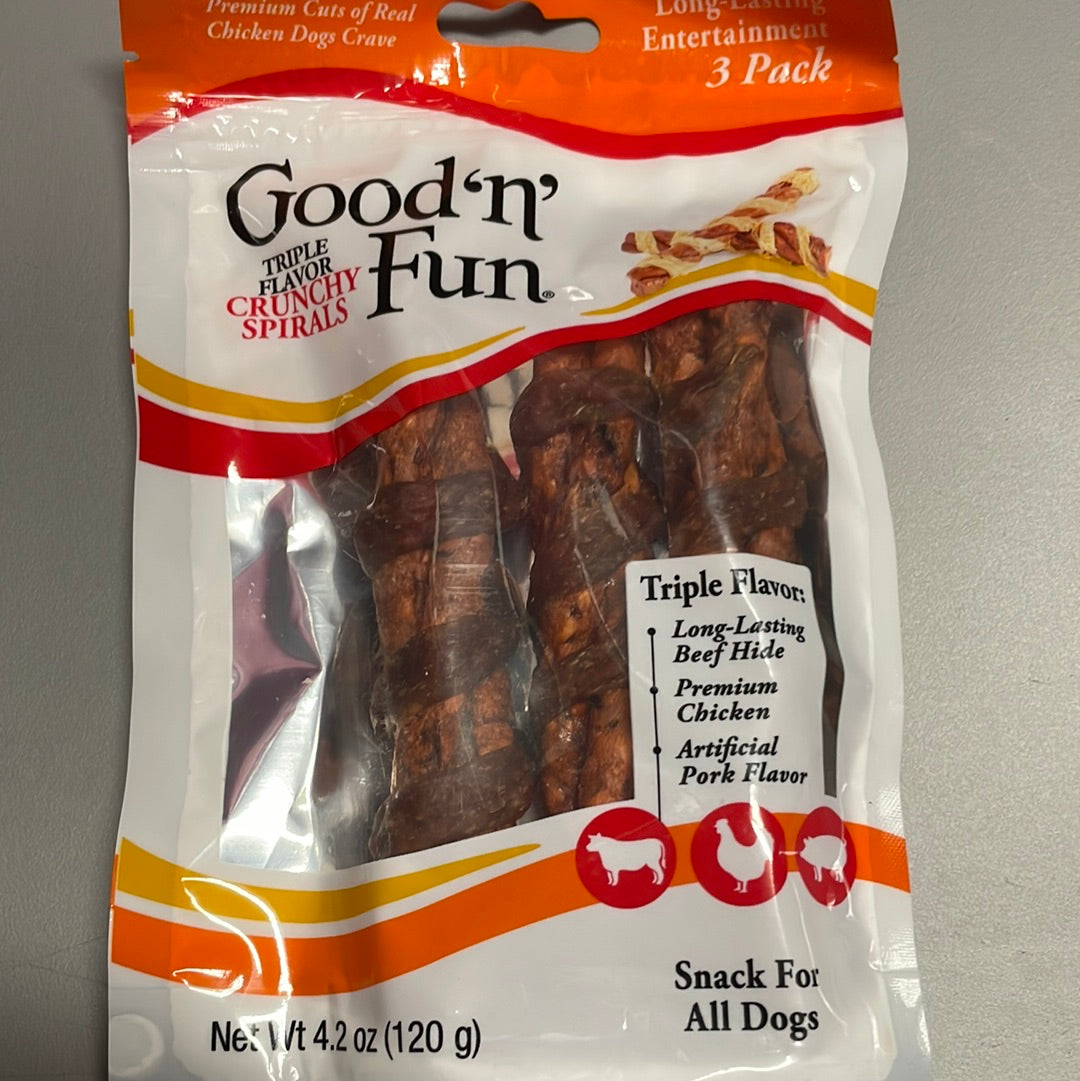 Premium Cuts of Real
Chicken Dogs Crave
Long-Lasting
Entertainment
3 Pack
Good ‘n’
Fun®
TRIPLE
FLAVOR
CRUNCHY
SPIRALS
Triple Flavor:
Long-Lasting
Beef Hide
Premium
Chicken
Artificial
Pork Flavor
Snack For
All Dogs
Net Wt 4.2 oz (120 g)